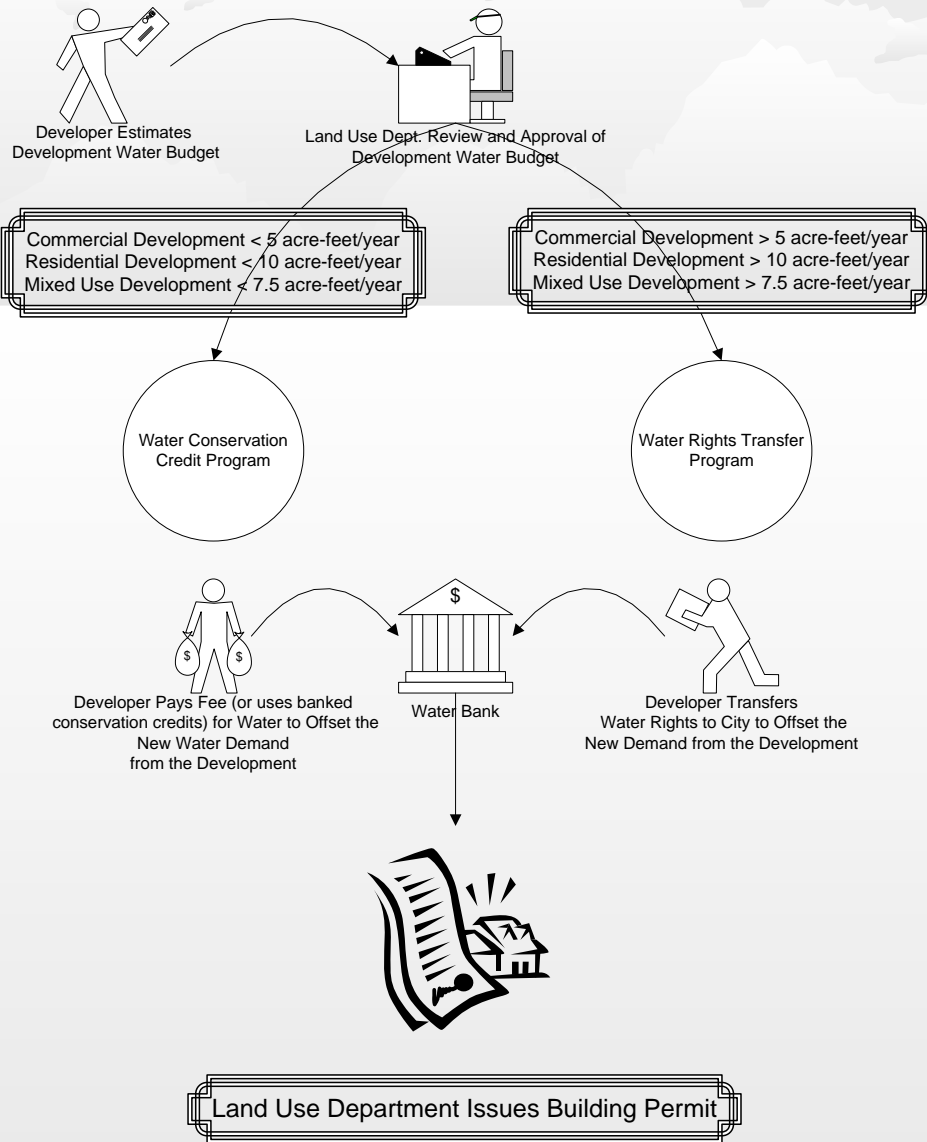 Developer Estimates
Development Water Budget
Land Use Dept. Review and Approval of
Development Water Budget
Commercial Development < 5 acre-feet/year
Residential Development < 10 acre-feet/year
Mixed Use Development < 7.5 acre-feet/year
Commercial Development > 5 acre-feet/year
Residential Development > 10 acre-feet/year
Mixed Use Development > 7.5 acre-feet/year
Water Conservation
Credit Program
Water Rights Transfer
Program
$
$
$
Developer Pays Fee (or uses banked
conservation credits) for Water to Offset the
New Water Demand
from the Development
Water Bank
Developer Transfers
Water Rights to City to Offset the
New Demand from the Development
Land Use Department Issues Building Permit